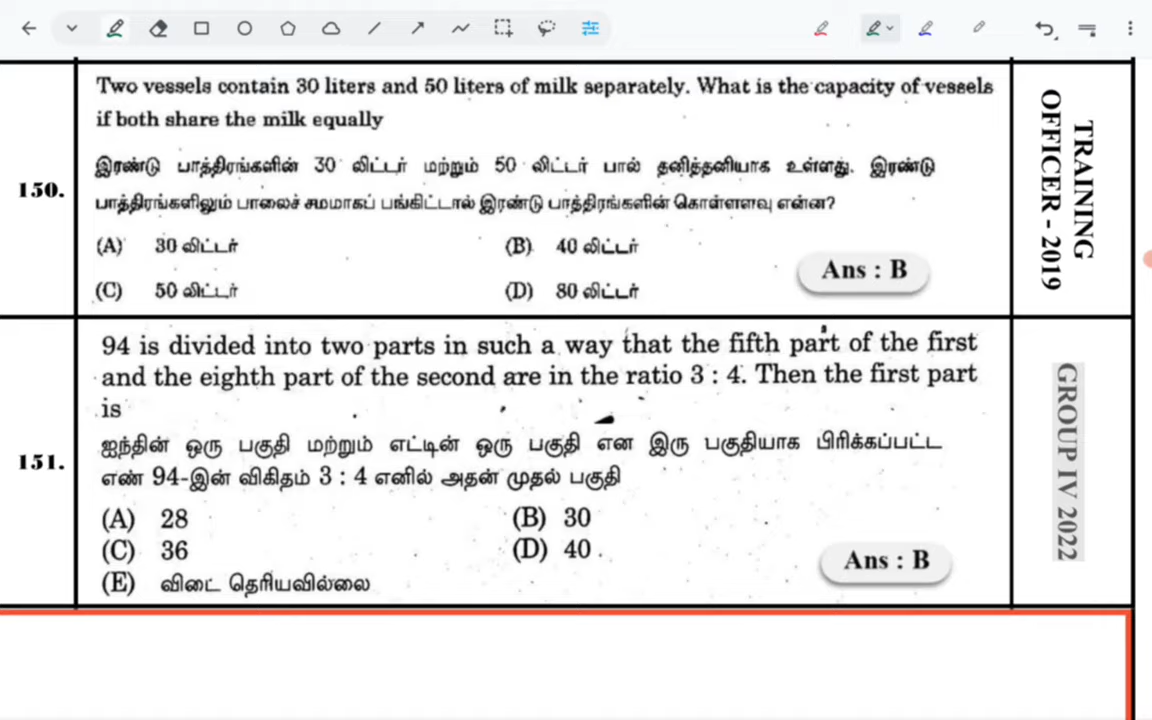 Two vessels contain 30 liters and 50 liters of milk separately. What is the capacity of vessels
if both share the milk equally
இரண்டு பாத்திரங்களின் 30 லிட்டர் மற்றும் 50 லிட்டர் பால் தனித்தனியாக உள்ளது. இரண்டு
150.
பாத்திரங்களிலும் பாலைச் சமமாகப் பங்கிட்டால் இரண்டு பாத்திரங்களின் கொள்ளளவு என்ன?
(A) 30 லிட்டர்
(B) 40 லிட்டர்
(C) 50 லிட்டர்
(D) 80 லிட்டர்
Ans : B
TRAINING
OFFICER - 2019
94 is divided into two parts in such a way that the fifth part of the first
and the eighth part of the second are in the ratio 3 : 4. Then the first part
is
ஐந்தின் ஒரு பகுதி மற்றும் எட்டின் ஒரு பகுதி என இரு பகுதியாக பிரிக்கப்பட்ட
151.
எண் 94-இன் விகிதம் 3 : 4 எனில் அதன் முதல் பகுதி
(A) 28
(B) 30
(C) 36
(D) 40
(E) விடை தெரியவில்லை
Ans : B
GROUP IV 2022